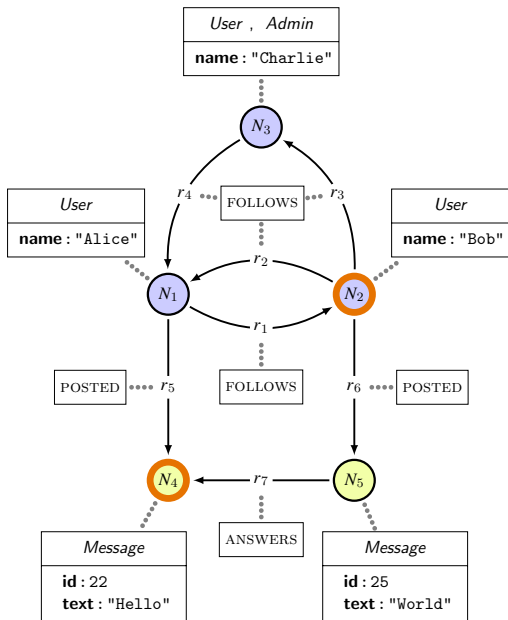 User , Admin
name : "Charlie"
N3
r4
FOLLOWS
r3
User
name : "Alice"
User
name : "Bob"
r2
N1
N2
r1
POSTED
r5
FOLLOWS
r6
POSTED
N4
r7
N5
ANSWERS
Message
id : 22
text : "Hello"
Message
id : 25
text : "World"